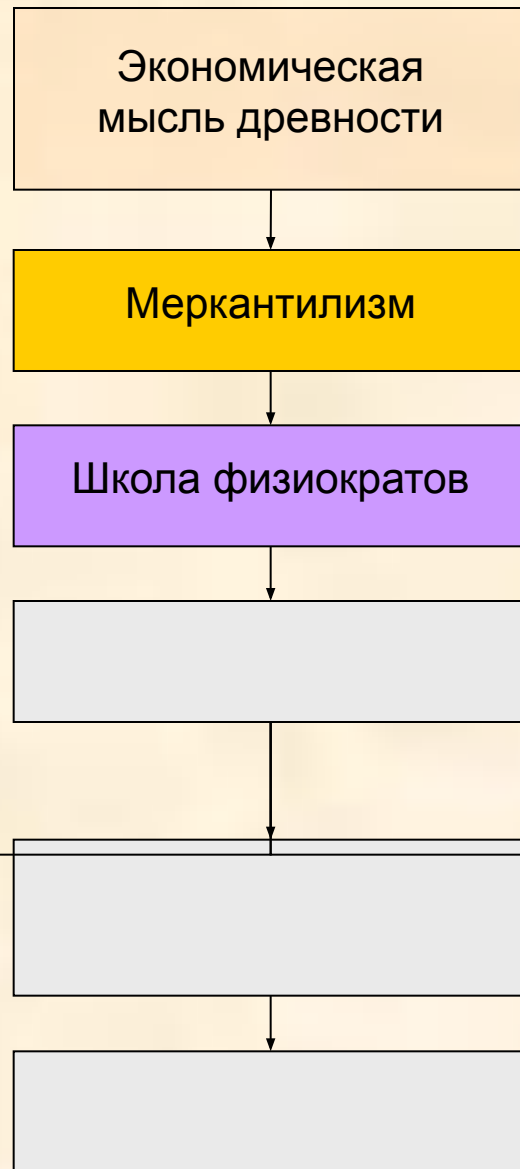 Экономическая
мысль древности
Меркантилизм
Школа физиократов